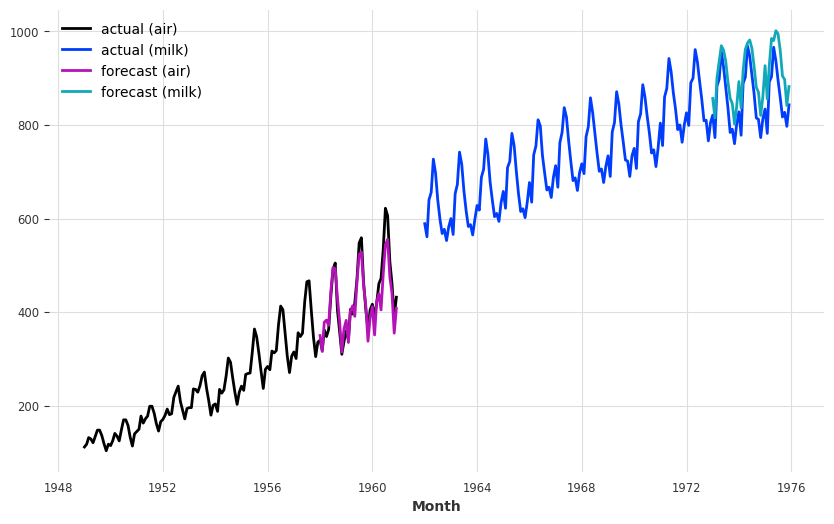 actual (air)
actual (milk)
forecast (air)
forecast (milk)
1000
800
600
400
200
1948 1952 1956 1960 1964 1968 1972 1976
Month